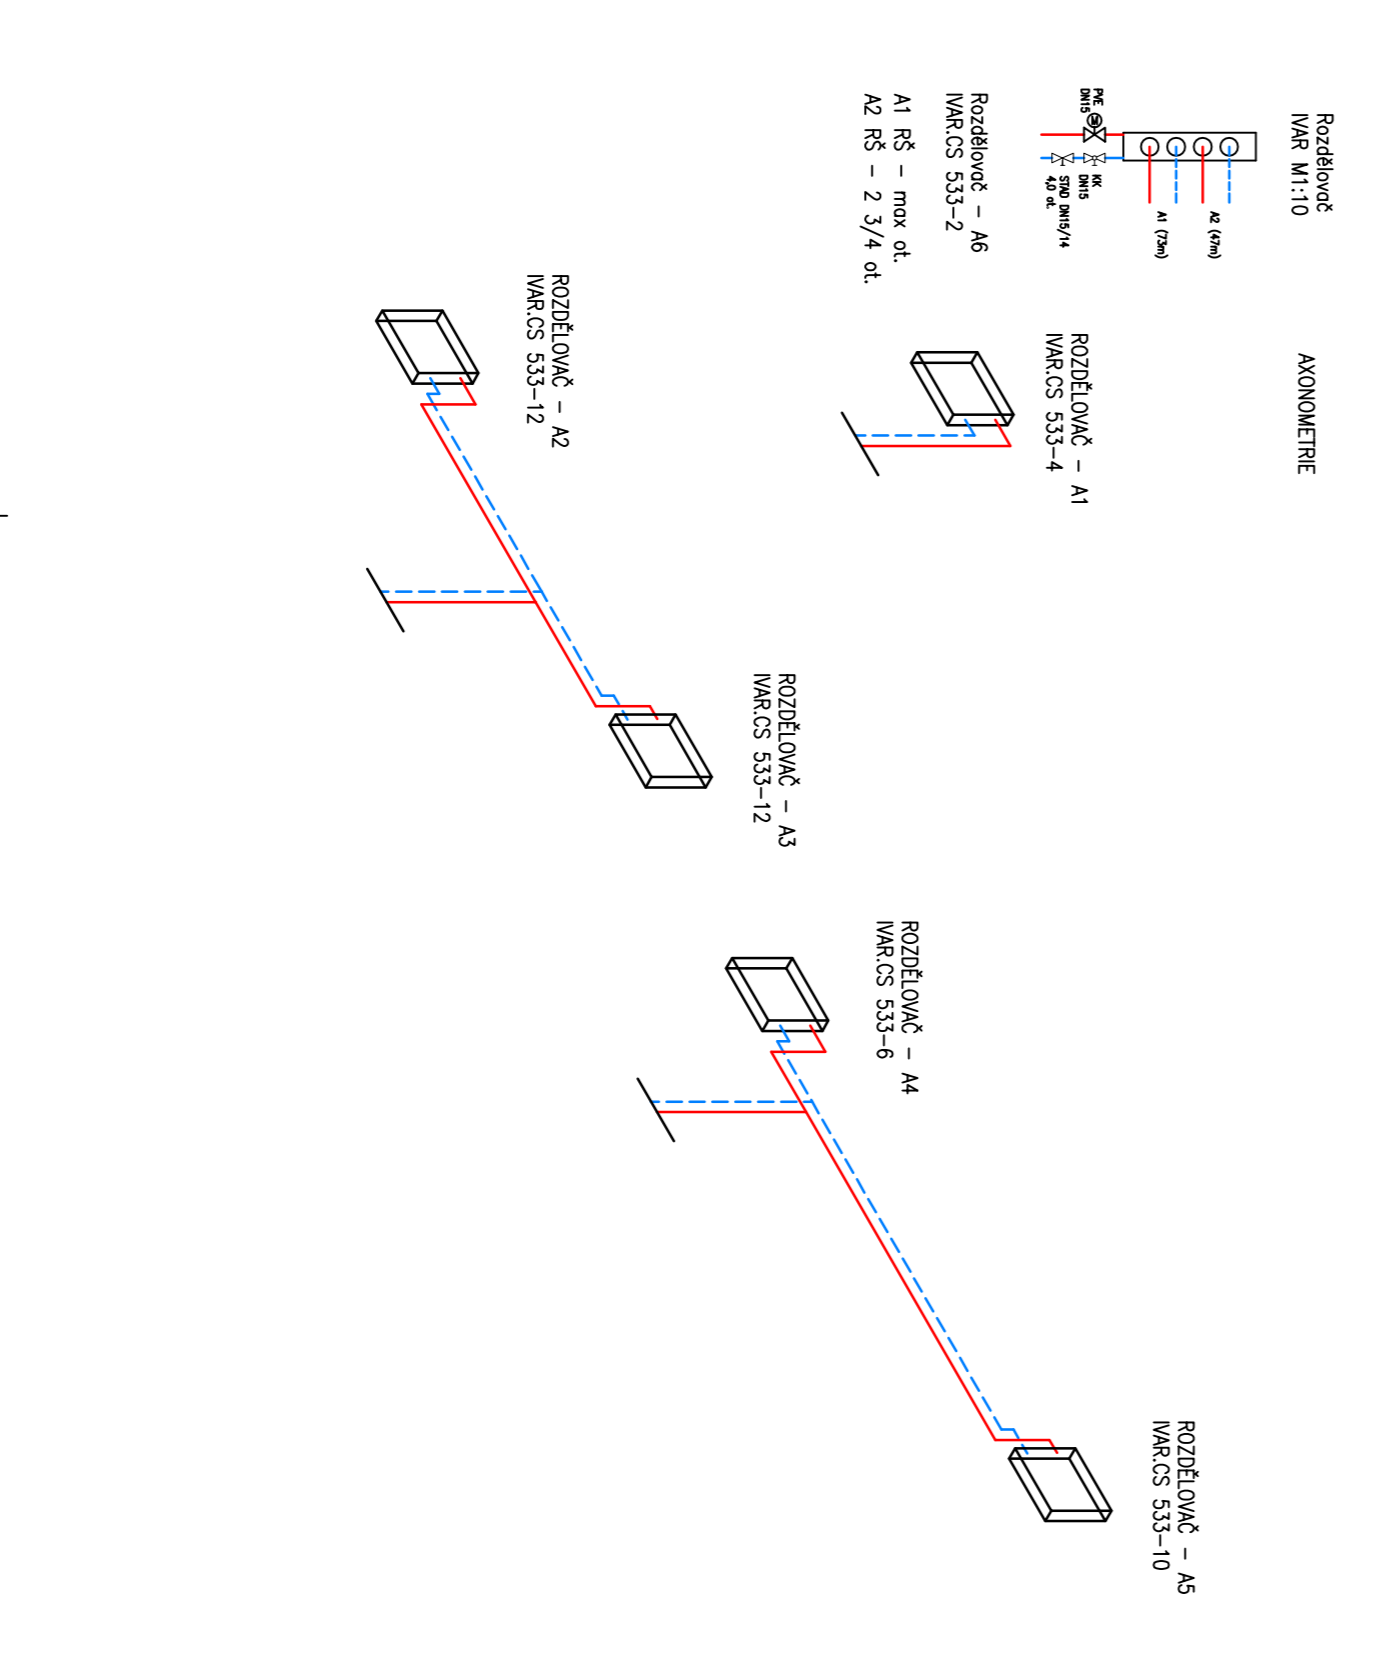 Rozdělovač
IVAR M1:10
A2 (47m)
A1 (73m)
PVE
DN15
M
KK
DN15
STAD DN15/14
4,0 ot.
Rozdělovač - A6
IVAR.CS 533-2
A1 RŠ - max ot.
A2 RŠ - 2 3/4 ot.
AXONOMETRIE
ROZDĚLOVAČ - A1
IVAR.CS 533-4
ROZDĚLOVAČ - A2
IVAR.CS 533-12
ROZDĚLOVAČ - A3
IVAR.CS 533-12
ROZDĚLOVAČ - A4
IVAR.CS 533-6
ROZDĚLOVAČ - A5
IVAR.CS 533-10